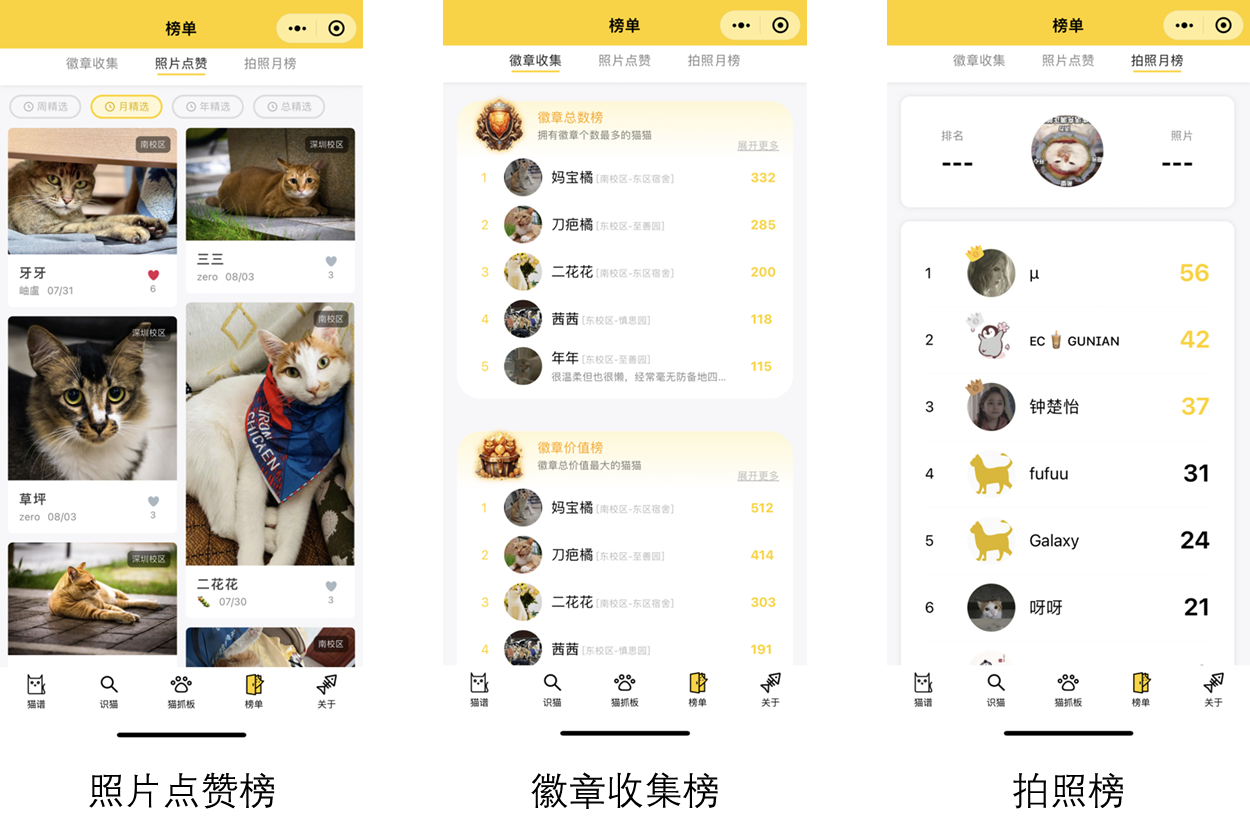 榜单
徽章收集 照片点赞 拍照月榜
周精选 月精选 年精选 总精选
南校区
牙牙
岫盧 07/31
6
深圳校区
三三
zero 08/03
3
深圳校区
草坪
zero 08/03
3
南校区
IRON
CHICKEN
二花花
07/30
3
深圳校区
南校区
猫谱 识猫 猫抓板 榜单 关于
照片点赞榜
榜单
徽章收集 照片点赞 拍照月榜
徽章总数榜
拥有徽章个数最多的猫猫
展开更多
1 妈宝橘 [南校区-东区宿舍] 332
2 刀疤橘 [东校区-至善园] 285
3 二花花 [南校区-东区宿舍] 200
4 茜茜 [东校区-慎思园] 118
5 年年 [东校区-至善园] 115
很温柔但也很懒，经常毫无防备地四...
徽章价值榜
徽章总价值最大的猫猫
展开更多
1 妈宝橘 [南校区-东区宿舍] 512
2 刀疤橘 [东校区-至善园] 414
3 二花花 [南校区-东区宿舍] 303
4 茜茜 [东校区-慎思园] 191
猫谱 识猫 猫抓板 榜单 关于
徽章收集榜
榜单
徽章收集 照片点赞 拍照月榜
排名 照片
--- ---
1 μ 56
2 EC🧋GUNIAN 42
3 钟楚怡 37
4 fufuu 31
5 Galaxy 24
6 呀呀 21
猫谱 识猫 猫抓板 榜单 关于
拍照榜